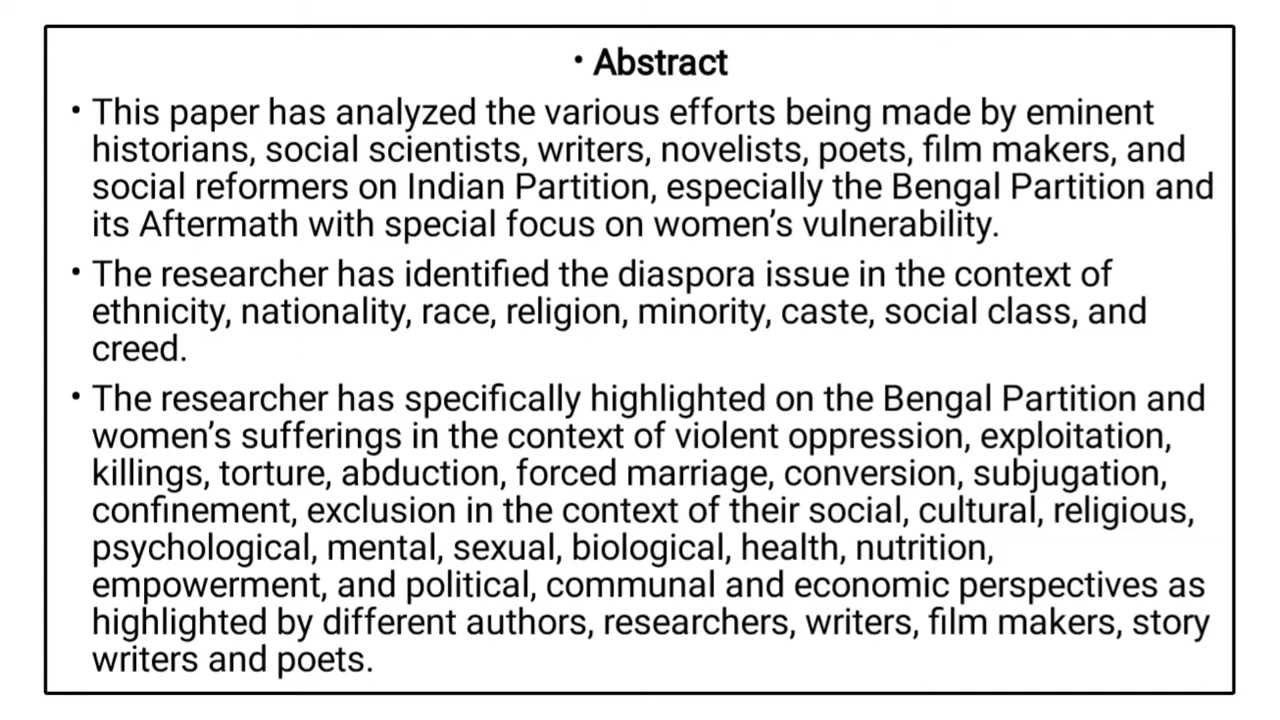 • Abstract
• This paper has analyzed the various efforts being made by eminent
historians, social scientists, writers, novelists, poets, film makers, and
social reformers on Indian Partition, especially the Bengal Partition and
its Aftermath with special focus on women’s vulnerability.
• The researcher has identified the diaspora issue in the context of
ethnicity, nationality, race, religion, minority, caste, social class, and
creed.
• The researcher has specifically highlighted on the Bengal Partition and
women’s sufferings in the context of violent oppression, exploitation,
killings, torture, abduction, forced marriage, conversion, subjugation,
confinement, exclusion in the context of their social, cultural, religious,
psychological, mental, sexual, biological, health, nutrition,
empowerment, and political, communal and economic perspectives as
highlighted by different authors, researchers, writers, film makers, story
writers and poets.